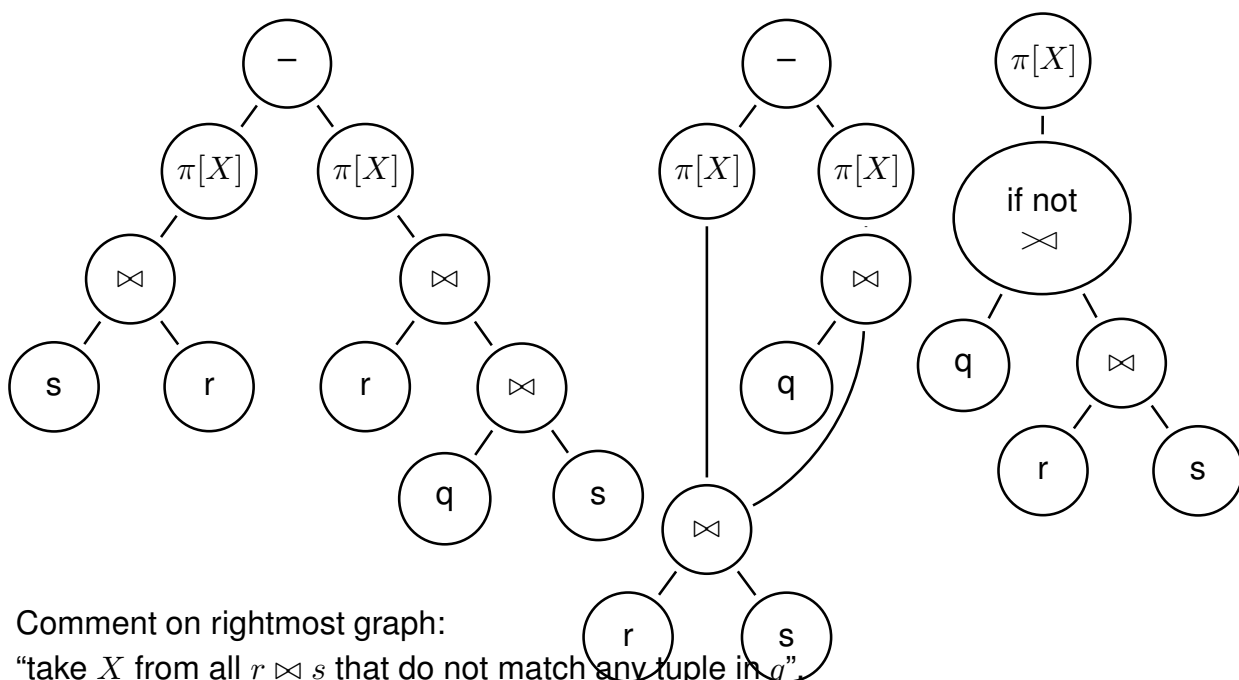 −
π[X]
π[X]
⋈
⋈
s
r
r
⋈
q
s
−
π[X]
π[X]
⋈
q
⋈
r
s
π[X]
if not
⋊
q
⋈
r
s
Comment on rightmost graph:
“take X from all r ⋈ s that do not match any tuple in q”.